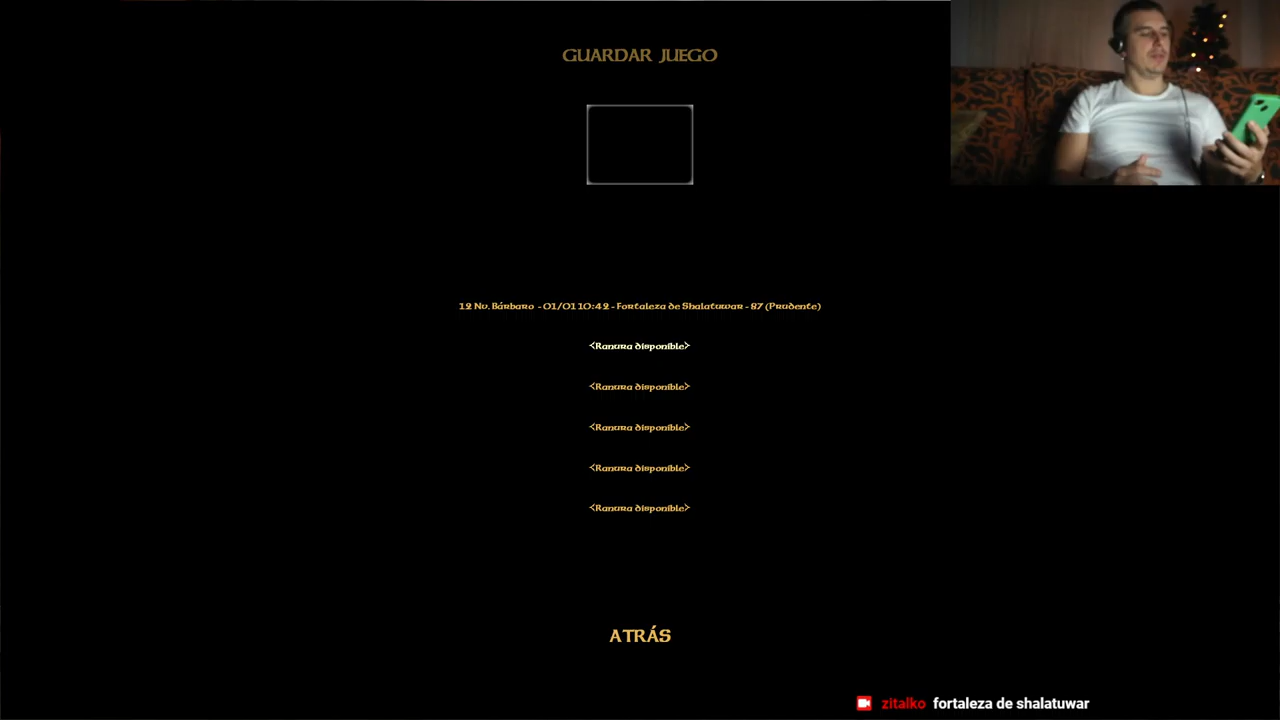 GUARDAR JUEGO
12 Nv. Bárbaro - 01/01 10:42 - Fortaleza de Shalatuwar - 87 (Prudente)
<Ranura disponible>
<Ranura disponible>
<Ranura disponible>
<Ranura disponible>
<Ranura disponible>
ATRÁS
zitalko fortaleza de shalatuwar